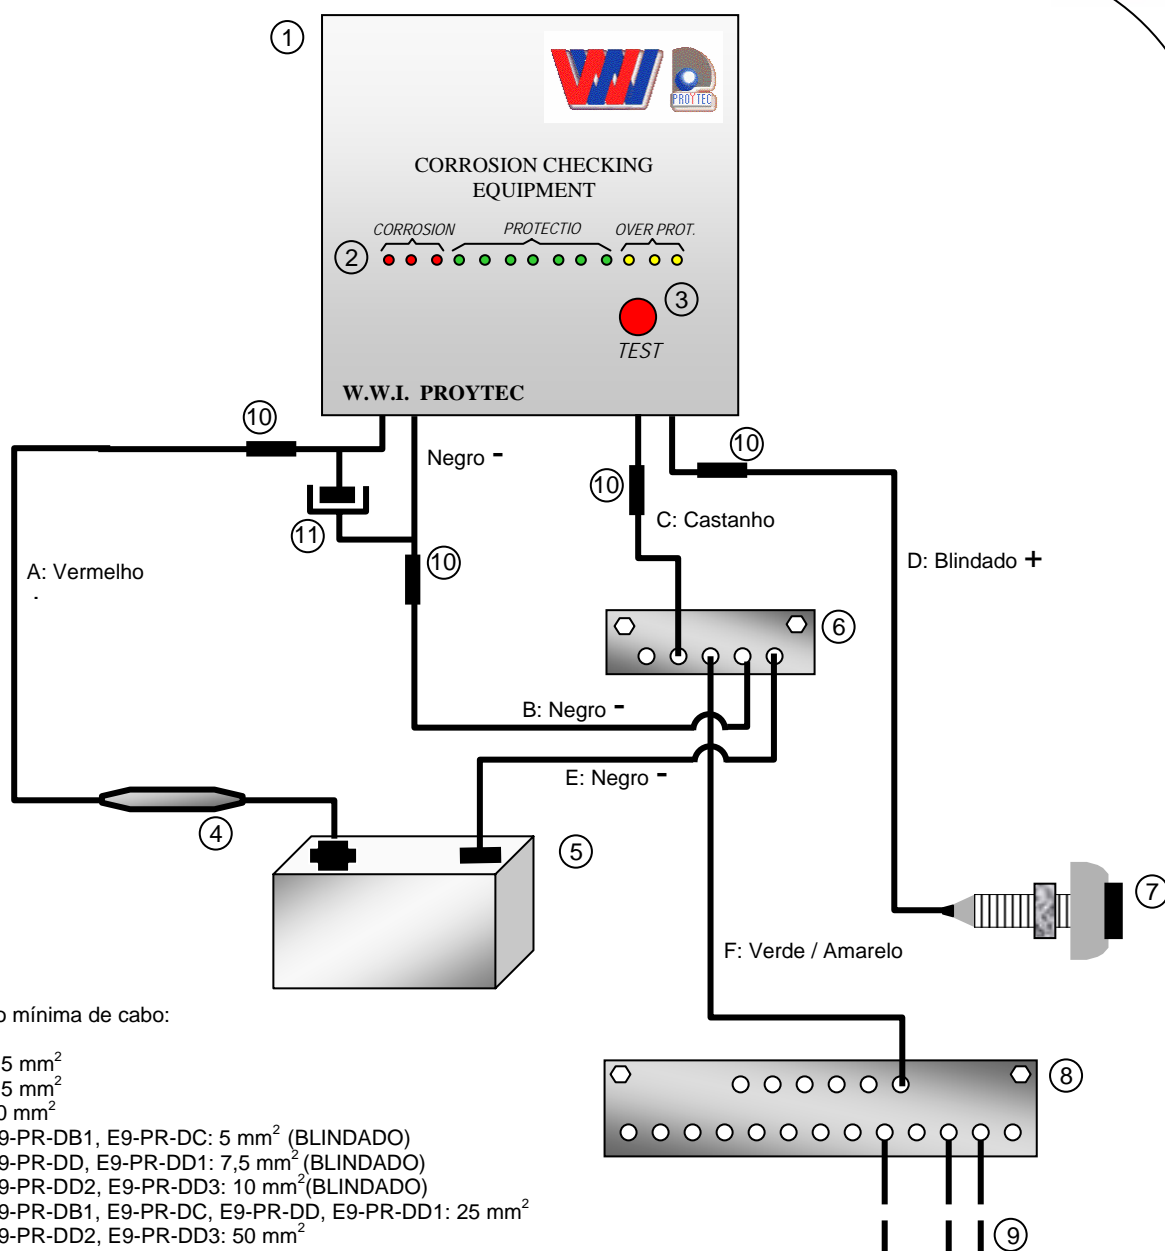 1
PROYTEC
CORROSION CHECKING
EQUIPMENT
CORROSION PROTECTIO OVER PROT.
2
3
TEST
W.W.I. PROYTEC
10
Negro -
10
10
11
C: Castanho
10
A: Vermelho
D: Blindado +
6
B: Negro -
E: Negro -
4
5
7
F: Verde / Amarelo
o mínima de cabo:
5 mm²
5 mm²
0 mm²
9-PR-DB1, E9-PR-DC: 5 mm² (BLINDADO)
9-PR-DD, E9-PR-DD1: 7,5 mm² (BLINDADO)
9-PR-DD2, E9-PR-DD3: 10 mm²(BLINDADO)
9-PR-DB1, E9-PR-DC, E9-PR-DD, E9-PR-DD1: 25 mm²
9-PR-DD2, E9-PR-DD3: 50 mm²
8
9